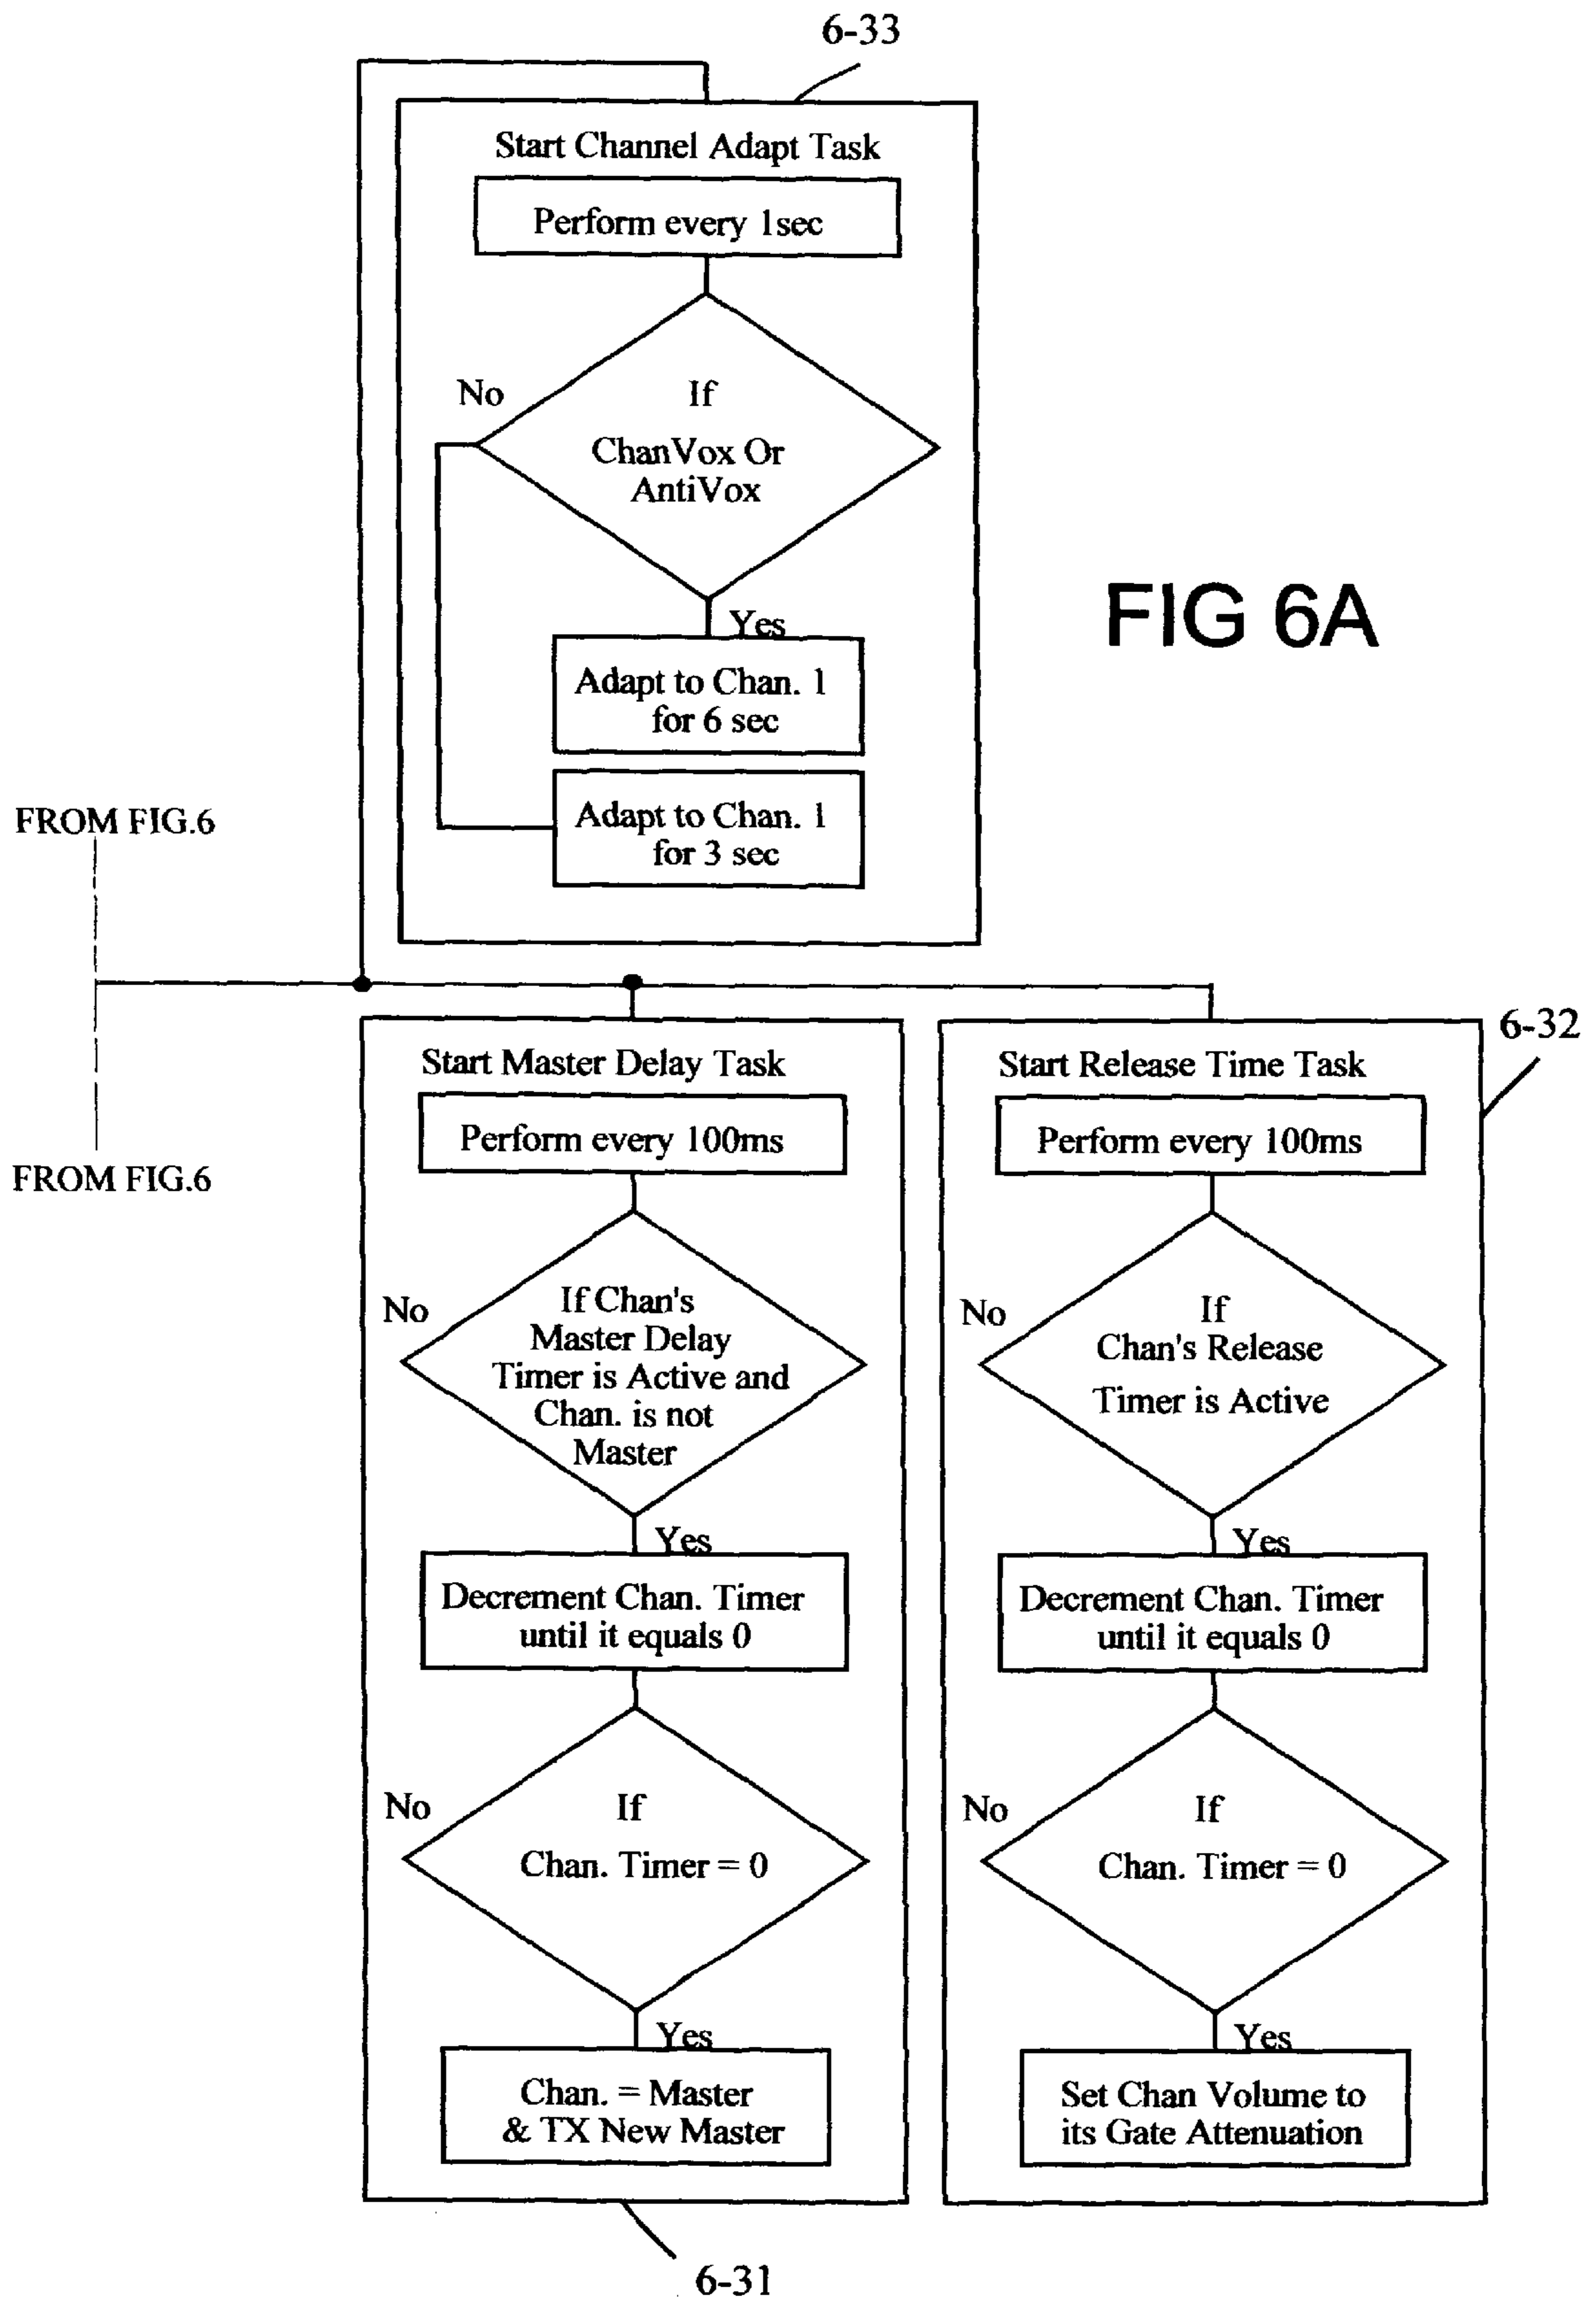 6-33
Start Channel Adapt Task
Perform every 1sec
No
If
ChanVox Or
AntiVox
Yes
Adapt to Chan. 1
for 6 sec
Adapt to Chan. 1
for 3 sec
FIG 6A
FROM FIG.6
FROM FIG.6
Start Master Delay Task
Perform every 100ms
No
If Chan's
Master Delay
Timer is Active and
Chan. is not
Master
Yes
Decrement Chan. Timer
until it equals 0
No
If
Chan. Timer = 0
Yes
Chan. = Master
& TX New Master
6-31
6-32
Start Release Time Task
Perform every 100ms
No
If
Chan's Release
Timer is Active
Yes
Decrement Chan. Timer
until it equals 0
No
If
Chan. Timer = 0
Yes
Set Chan Volume to
its Gate Attenuation